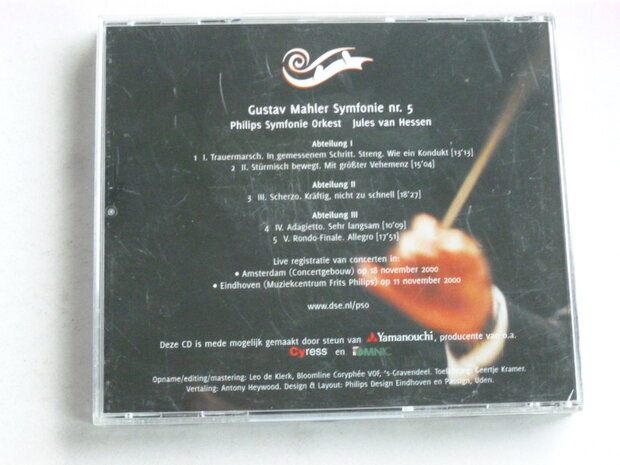 Gustav Mahler Symfonie nr. 5
Philips Symfonie Orkest Jules van Hessen
Abteilung I
1 I. Trauermarsch. In gemessenem Schritt. Streng. Wie ein Kondukt [13'13]
2 II. Stürmisch bewegt. Mit größter Vehemenz [15'04]
Abteilung II
3 III. Scherzo. Kräftig, nicht zu schnell [18'27]
Abteilung III
4 IV. Adagietto. Sehr langsam [10'09]
5 V. Rondo-Finale. Allegro [17'51]
Live registratie van concerten in:
• Amsterdam (Concertgebouw) op 18 november 2000
• Eindhoven (Muziekcentrum Frits Philips) op 11 november 2000
www.dse.nl/pso
Deze CD is mede mogelijk gemaakt door steun van Yamanouchi, producente van o.a.
Cyress en OMNIC
Opname/editing/mastering: Leo de Klerk, Bloomline Coryphée VOF, 's-Gravendeel. Toelichting: Geertje Kramer.
Vertaling: Antony Heywood. Design & Layout: Philips Design Eindhoven en Passign, Uden.